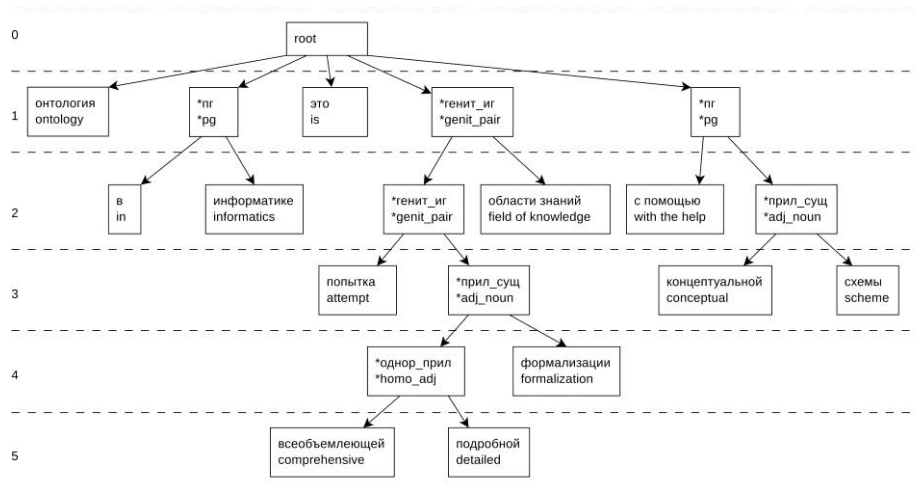 0
root
1
онтология
ontology
*пг
*pg
это
is
*генит_иг
*genit_pair
*пг
*pg
2
в
in
информатике
informatics
*генит_иг
*genit_pair
области знаний
field of knowledge
с помощью
with the help
*прил_сущ
*adj_noun
3
попытка
attempt
*прил_сущ
*adj_noun
концептуальной
conceptual
схемы
scheme
4
*однор_прил
*homo_adj
формализации
formalization
5
всеобъемлеющей
comprehensive
подробной
detailed